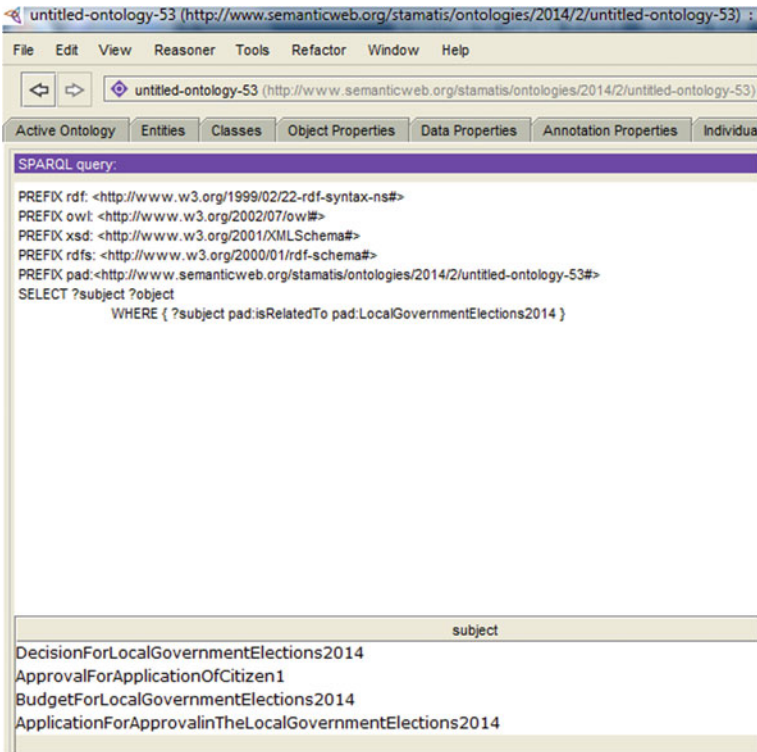 untitled-ontology-53 (http://www.semanticweb.org/stamatis/ontologies/2014/2/untitled-ontology-53) :
File Edit View Reasoner Tools Refactor Window Help
untitled-ontology-53 (http://www.semanticweb.org/stamatis/ontologies/2014/2/untitled-ontology-53)
Active Ontology Entities Classes Object Properties Data Properties Annotation Properties Individua
SPARQL query:
PREFIX rdf: <http://www.w3.org/1999/02/22-rdf-syntax-ns#>
PREFIX owl: <http://www.w3.org/2002/07/owl#>
PREFIX xsd: <http://www.w3.org/2001/XMLSchema#>
PREFIX rdfs: <http://www.w3.org/2000/01/rdf-schema#>
PREFIX pad:<http://www.semanticweb.org/stamatis/ontologies/2014/2/untitled-ontology-53#>
SELECT ?subject ?object
WHERE { ?subject pad:isRelatedTo pad:LocalGovernmentElections2014 }
subject
DecisionForLocalGovernmentElections2014
ApprovalForApplicationOfCitizen1
BudgetForLocalGovernmentElections2014
ApplicationForApprovalinTheLocalGovernmentElections2014